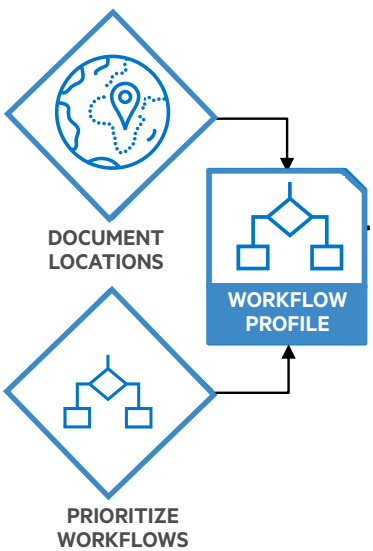 DOCUMENT
LOCATIONS
WORKFLOW
PROFILE
PRIORITIZE
WORKFLOWS